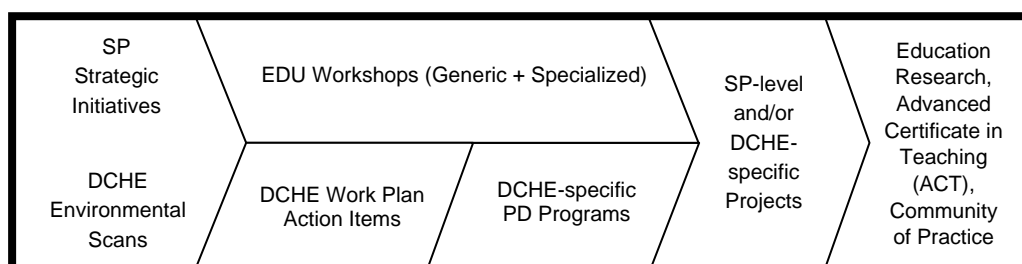 SP
Strategic
Initiatives
DCHE
Environmental
Scans
EDU Workshops (Generic + Specialized)
DCHE Work Plan
Action Items
DCHE-specific
PD Programs
SP-level
and/or
DCHE-
specific
Projects
Education
Research,
Advanced
Certificate in
Teaching
(ACT),
Community
of Practice